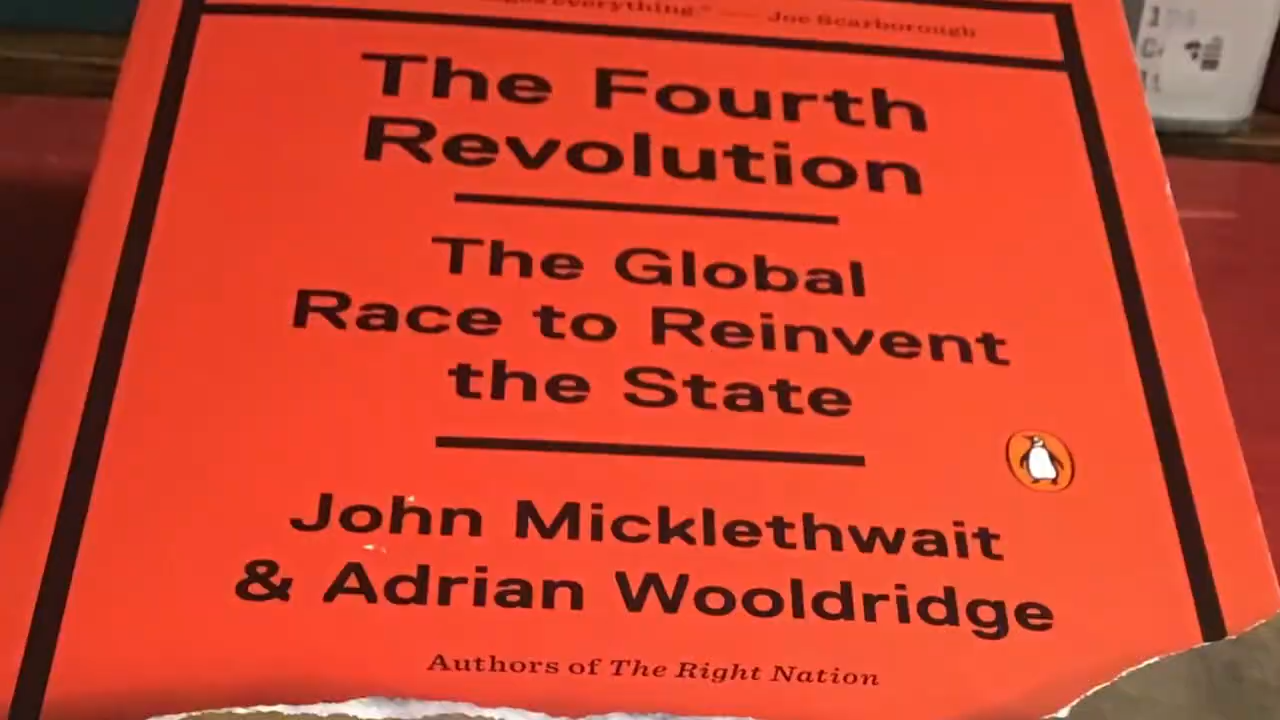 everything" — Joe Scarborough
The Fourth
Revolution
The Global
Race to Reinvent
the State
John Micklethwait
& Adrian Wooldridge
Authors of The Right Nation